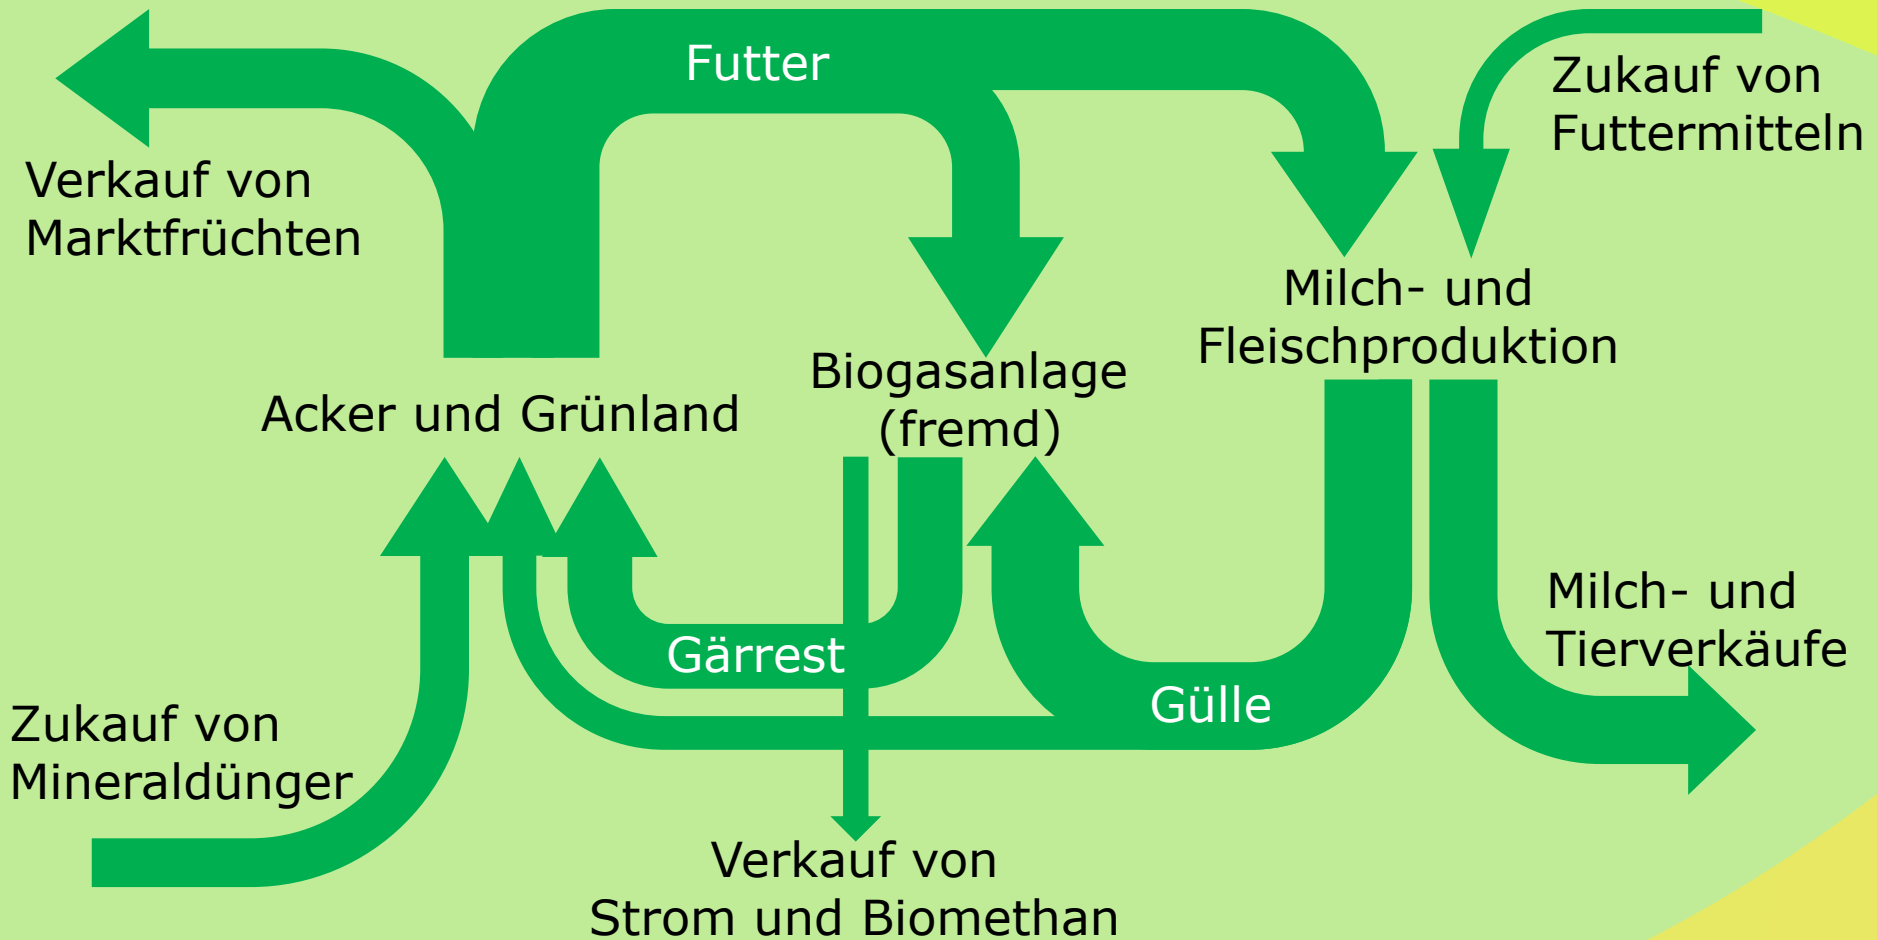 Futter
Zukauf von
Futtermitteln
Verkauf von
Marktfrüchten
Milch- und
Fleischproduktion
Biogasanlage
(fremd)
Acker und Grünland
Milch- und
Tierverkäufe
Gärrest
Gülle
Zukauf von
Mineraldünger
Verkauf von
Strom und Biomethan